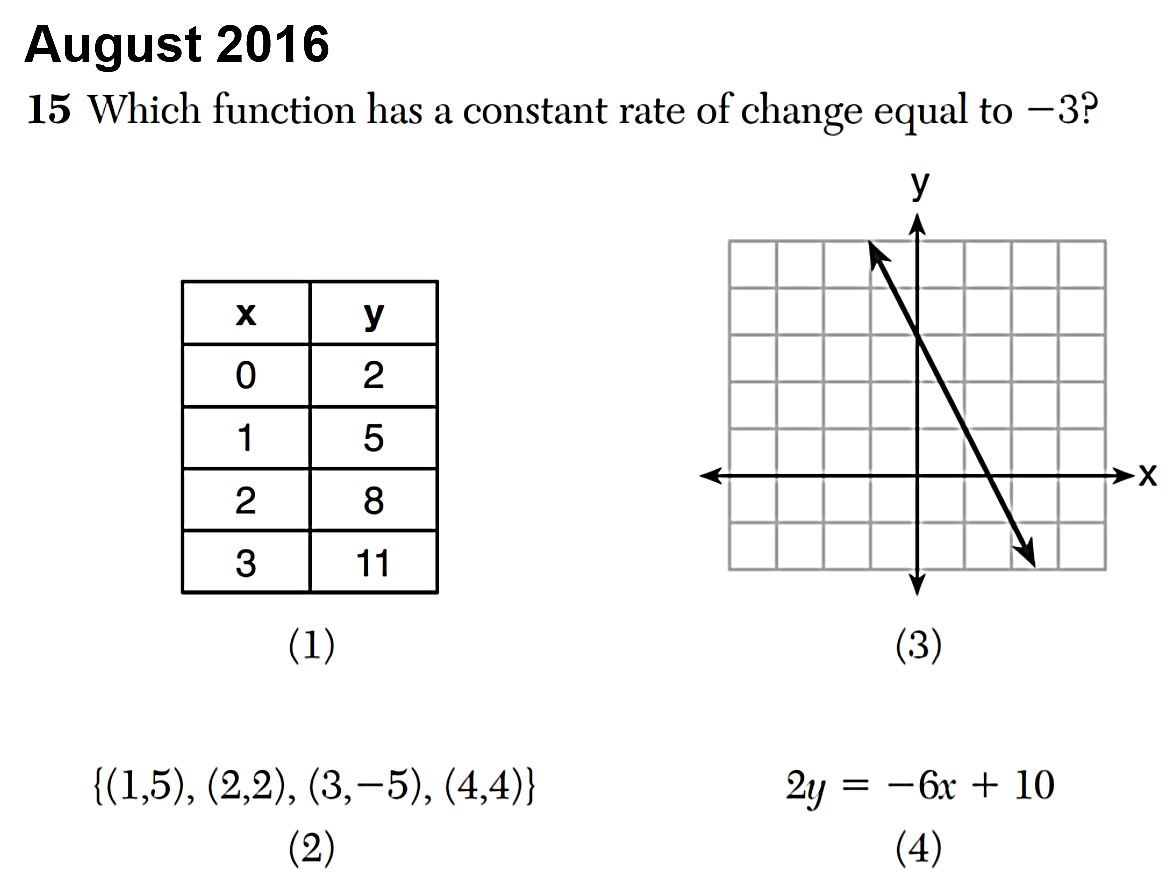 August 2016
15 Which function has a constant rate of change equal to −3?
x y
0 2
1 5
2 8
3 11
(1)
y
x
(3)
{(1,5), (2,2), (3,−5), (4,4)}
(2)
2y = −6x + 10
(4)